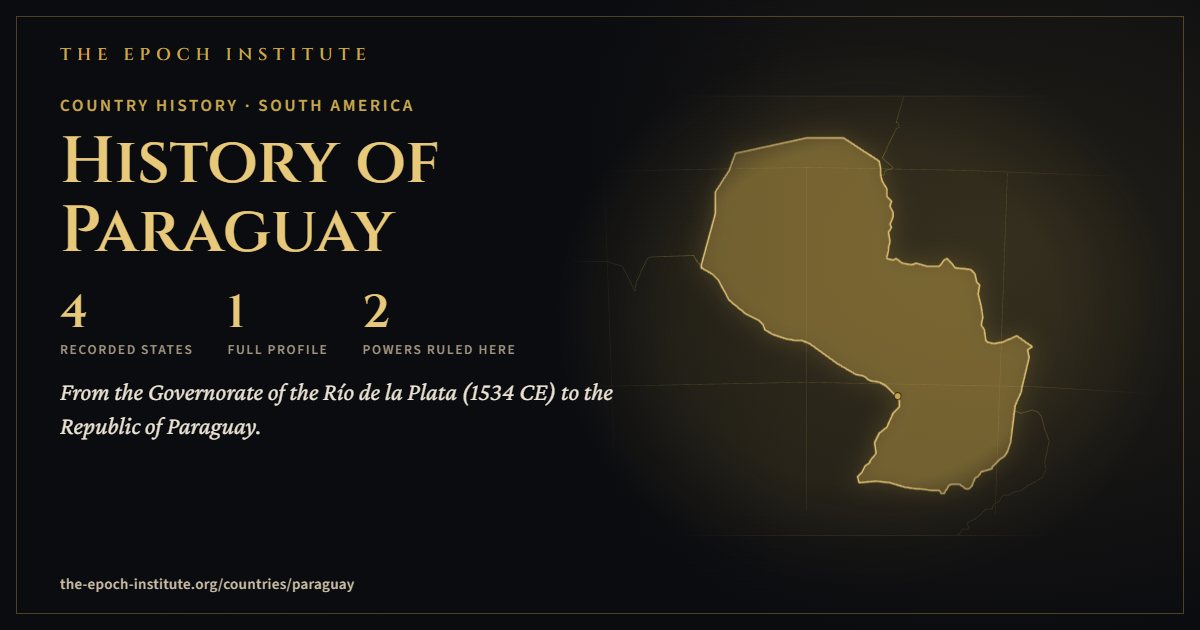 THE EPOCH INSTITUTE
COUNTRY HISTORY · SOUTH AMERICA
History of
Paraguay
4 1 2
RECORDED STATES FULL PROFILE POWERS RULED HERE
From the Governorate of the Río de la Plata (1534 CE) to the
Republic of Paraguay.
the-epoch-institute.org/countries/paraguay